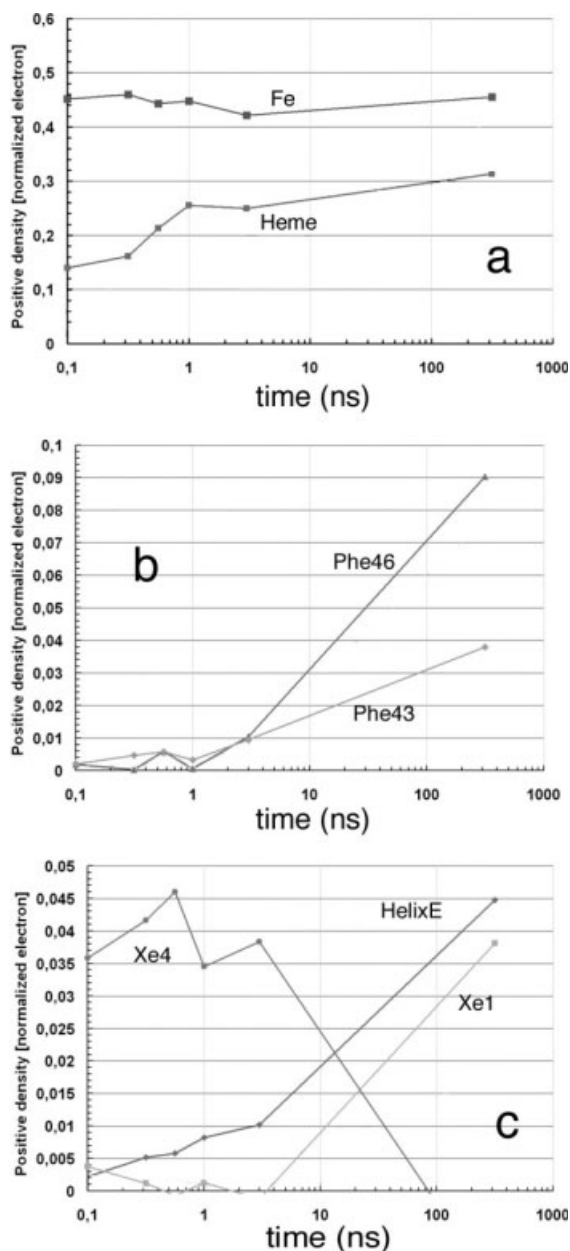 Positive density [normalized electron]
0,6
0,5
0,4
0,3
0,2
0,1
0
Fe
Heme
a
0,1 1 10 100 1000
time (ns)
Positive density [normalized electron]
0,1
0,09
0,08
0,07
0,06
0,05
0,04
0,03
0,02
0,01
0
b
Phe46
Phe43
0,1 1 10 100 1000
time (ns)
Positive density [normalized electron]
0,05
0,045
0,04
0,035
0,03
0,025
0,02
0,015
0,01
0,005
0
HelixE
Xe4
Xe1
c
0,1 1 10 100 1000
time (ns)